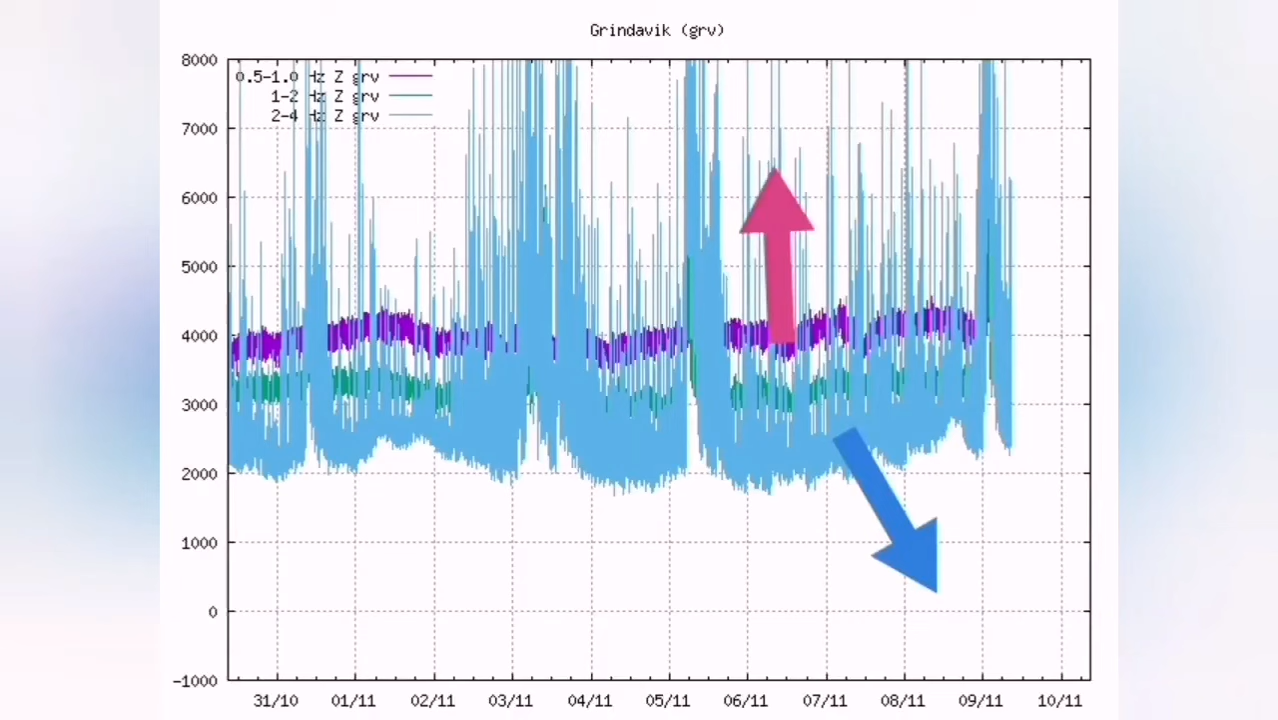 Grindavik (grv)
0.5-1.0 Hz Z grv
1-2 Hz Z grv
2-4 Hz Z grv
8000
7000
6000
5000
4000
3000
2000
1000
0
-1000
31/10 01/11 02/11 03/11 04/11 05/11 06/11 07/11 08/11 09/11 10/11